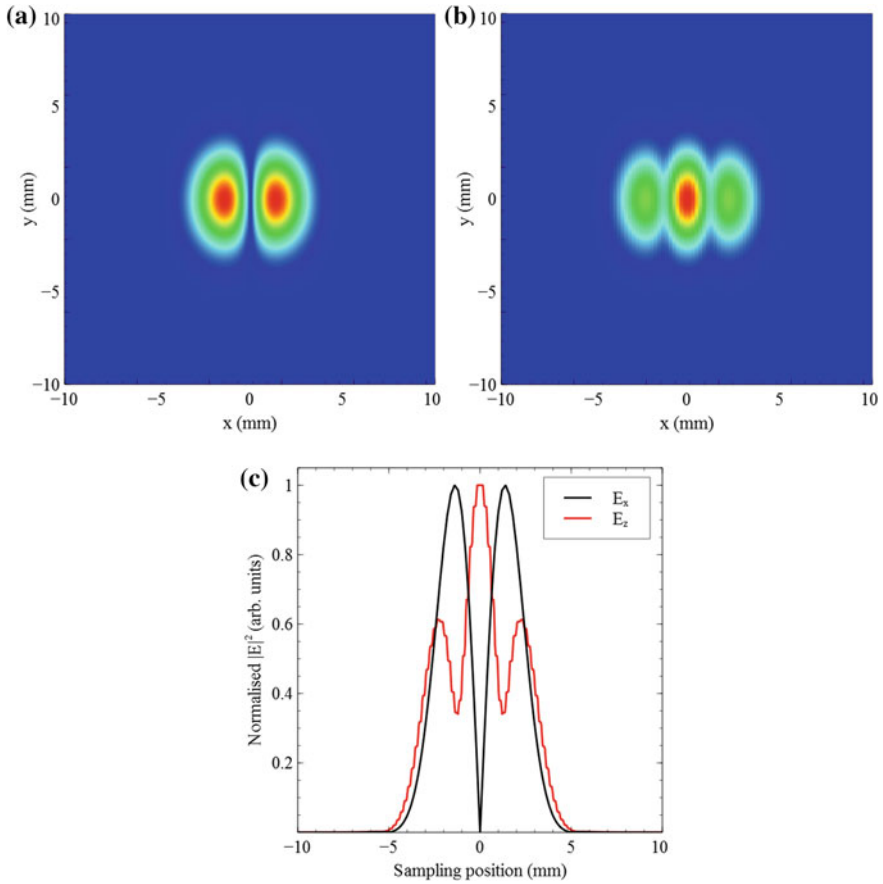 (a)
10
5
0
−5
−10
y (mm)
−10
5
0
5
10
x (mm)
(b)
10
5
0
−5
−10
y (mm)
−10
5
0
5
10
x (mm)
(c)
1
0.8
0.6
0.4
0.2
Normalised |E|² (arb. units)
Eₓ
E_z
−10
−5
0
5
10
Sampling position (mm)